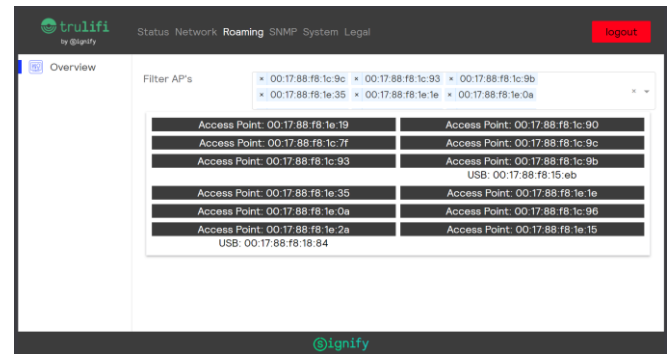 trulifi
by Signify
Status Network Roaming SNMP System Legal
logout
Overview
Filter AP's
× 00:17:88:f8:1c:9c × 00:17:88:f8:1c:93 × 00:17:88:f8:1c:9b
× 00:17:88:f8:1e:35 × 00:17:88:f8:1e:1e × 00:17:88:f8:1e:0a
×
Access Point: 00:17:88:f8:1e:19 Access Point: 00:17:88:f8:1c:90
Access Point: 00:17:88:f8:1c:7f Access Point: 00:17:88:f8:1c:9c
Access Point: 00:17:88:f8:1c:93 Access Point: 00:17:88:f8:1c:9b
USB: 00:17:88:f8:15:eb
Access Point: 00:17:88:f8:1e:35 Access Point: 00:17:88:f8:1e:1e
Access Point: 00:17:88:f8:1e:0a Access Point: 00:17:88:f8:1c:96
Access Point: 00:17:88:f8:1e:2a Access Point: 00:17:88:f8:1e:15
USB: 00:17:88:f8:18:84
Signify